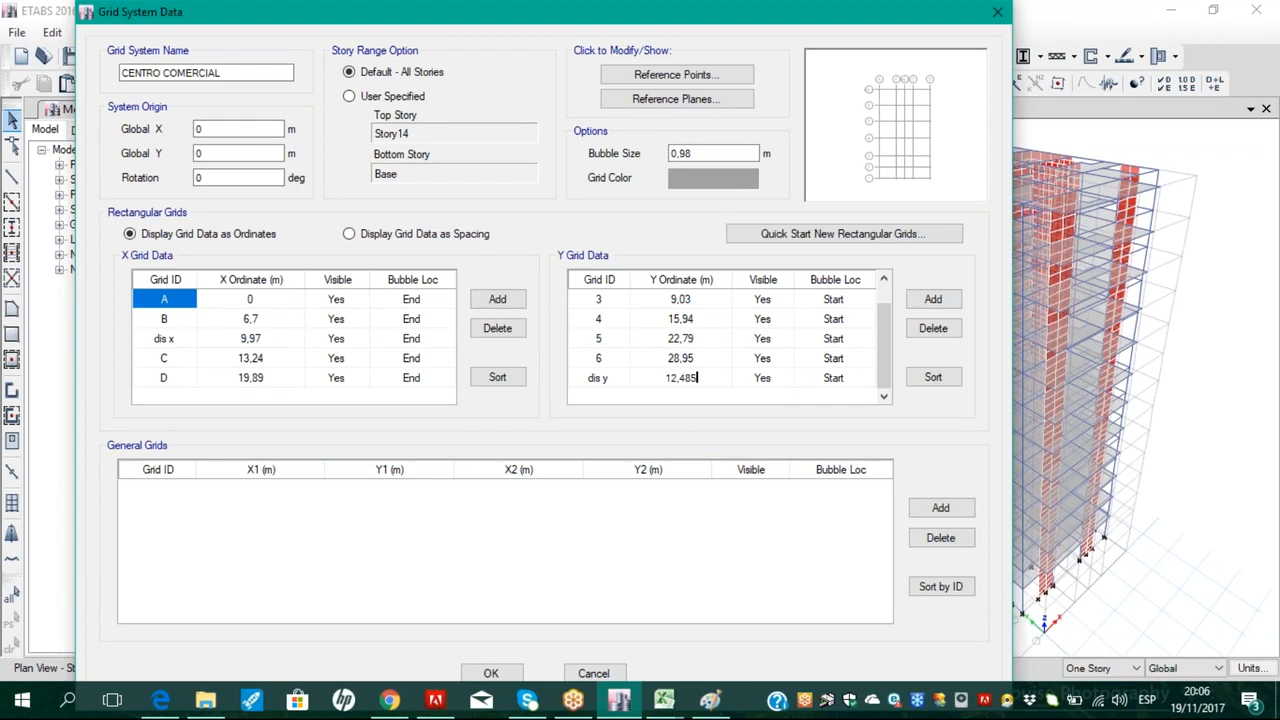 ETABS 2016
Grid System Data
File Edit
Grid System Name
CENTRO COMERCIAL
System Origin
Global X 0 m
Global Y 0 m
Rotation 0 deg
Story Range Option
Default - All Stories
User Specified
Top Story
Story14
Bottom Story
Base
Click to Modify/Show:
Reference Points...
Reference Planes...
Options
Bubble Size 0,98 m
Grid Color
Model
Rectangular Grids
Display Grid Data as Ordinates
Display Grid Data as Spacing
Quick Start New Rectangular Grids...
X Grid Data
Grid ID X Ordinate (m) Visible Bubble Loc
A 0 Yes End
B 6,7 Yes End
dis x 9,97 Yes End
C 13,24 Yes End
D 19,89 Yes End
Add
Delete
Sort
Y Grid Data
Grid ID Y Ordinate (m) Visible Bubble Loc
3 9,03 Yes Start
4 15,94 Yes Start
5 22,79 Yes Start
6 28,95 Yes Start
dis y 12,485 Yes Start
Add
Delete
Sort
General Grids
Grid ID X1 (m) Y1 (m) X2 (m) Y2 (m) Visible Bubble Loc
Add
Delete
Sort by ID
OK Cancel
One Story Global Units...
20:06
ESP
19/11/2017